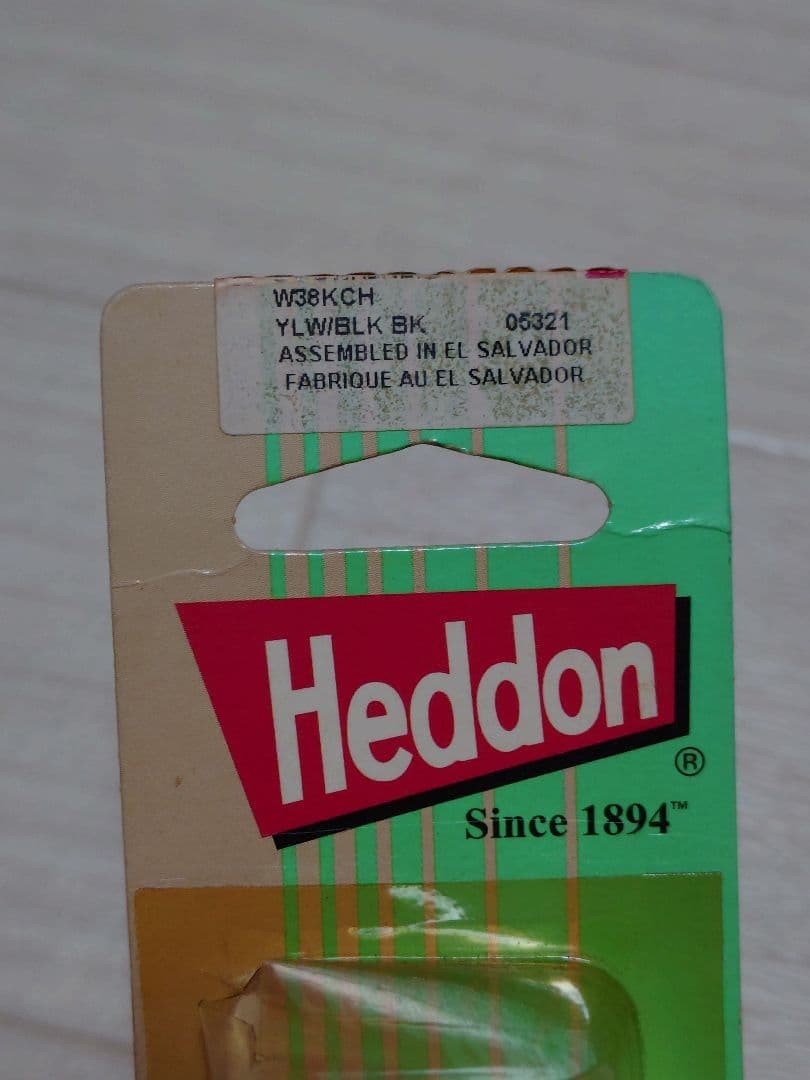 W38KCH
YLW/BLK BK 05321
ASSEMBLED IN EL SALVADOR
FABRIQUE AU EL SALVADOR
Heddon®
Since 1894™